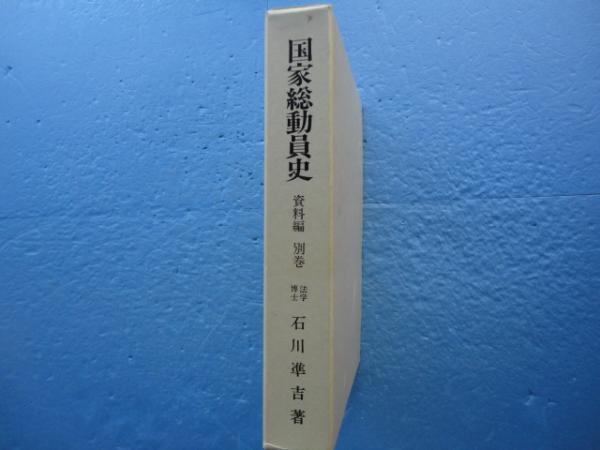 国家総動員史
資料編 別巻
法学
博士
石川準吉著